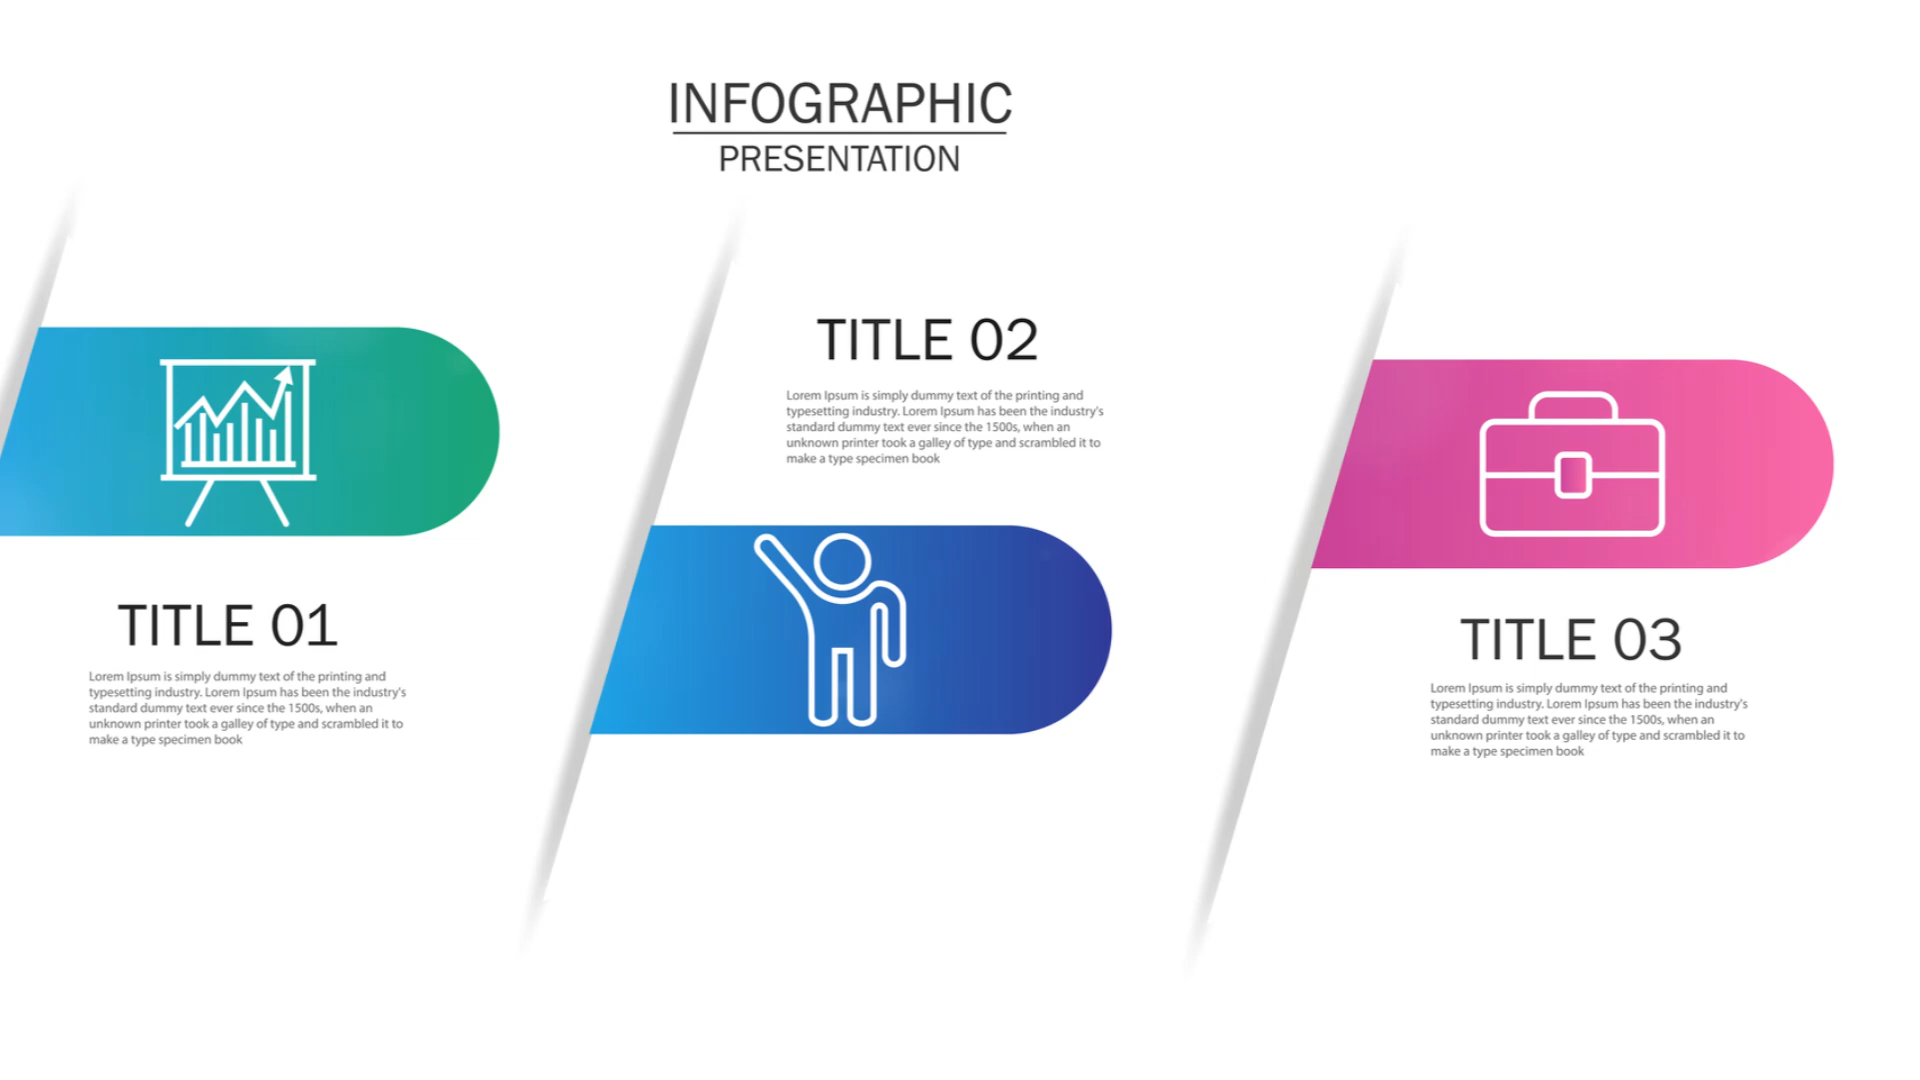 INFOGRAPHIC
PRESENTATION
TITLE 01
Lorem Ipsum is simply dummy text of the printing and
typesetting industry. Lorem Ipsum has been the industry's
standard dummy text ever since the 1500s, when an
unknown printer took a galley of type and scrambled it to
make a type specimen book
TITLE 02
Lorem Ipsum is simply dummy text of the printing and
typesetting industry. Lorem Ipsum has been the industry's
standard dummy text ever since the 1500s, when an
unknown printer took a galley of type and scrambled it to
make a type specimen book
TITLE 03
Lorem Ipsum is simply dummy text of the printing and
typesetting industry. Lorem Ipsum has been the industry's
standard dummy text ever since the 1500s, when an
unknown printer took a galley of type and scrambled it to
make a type specimen book